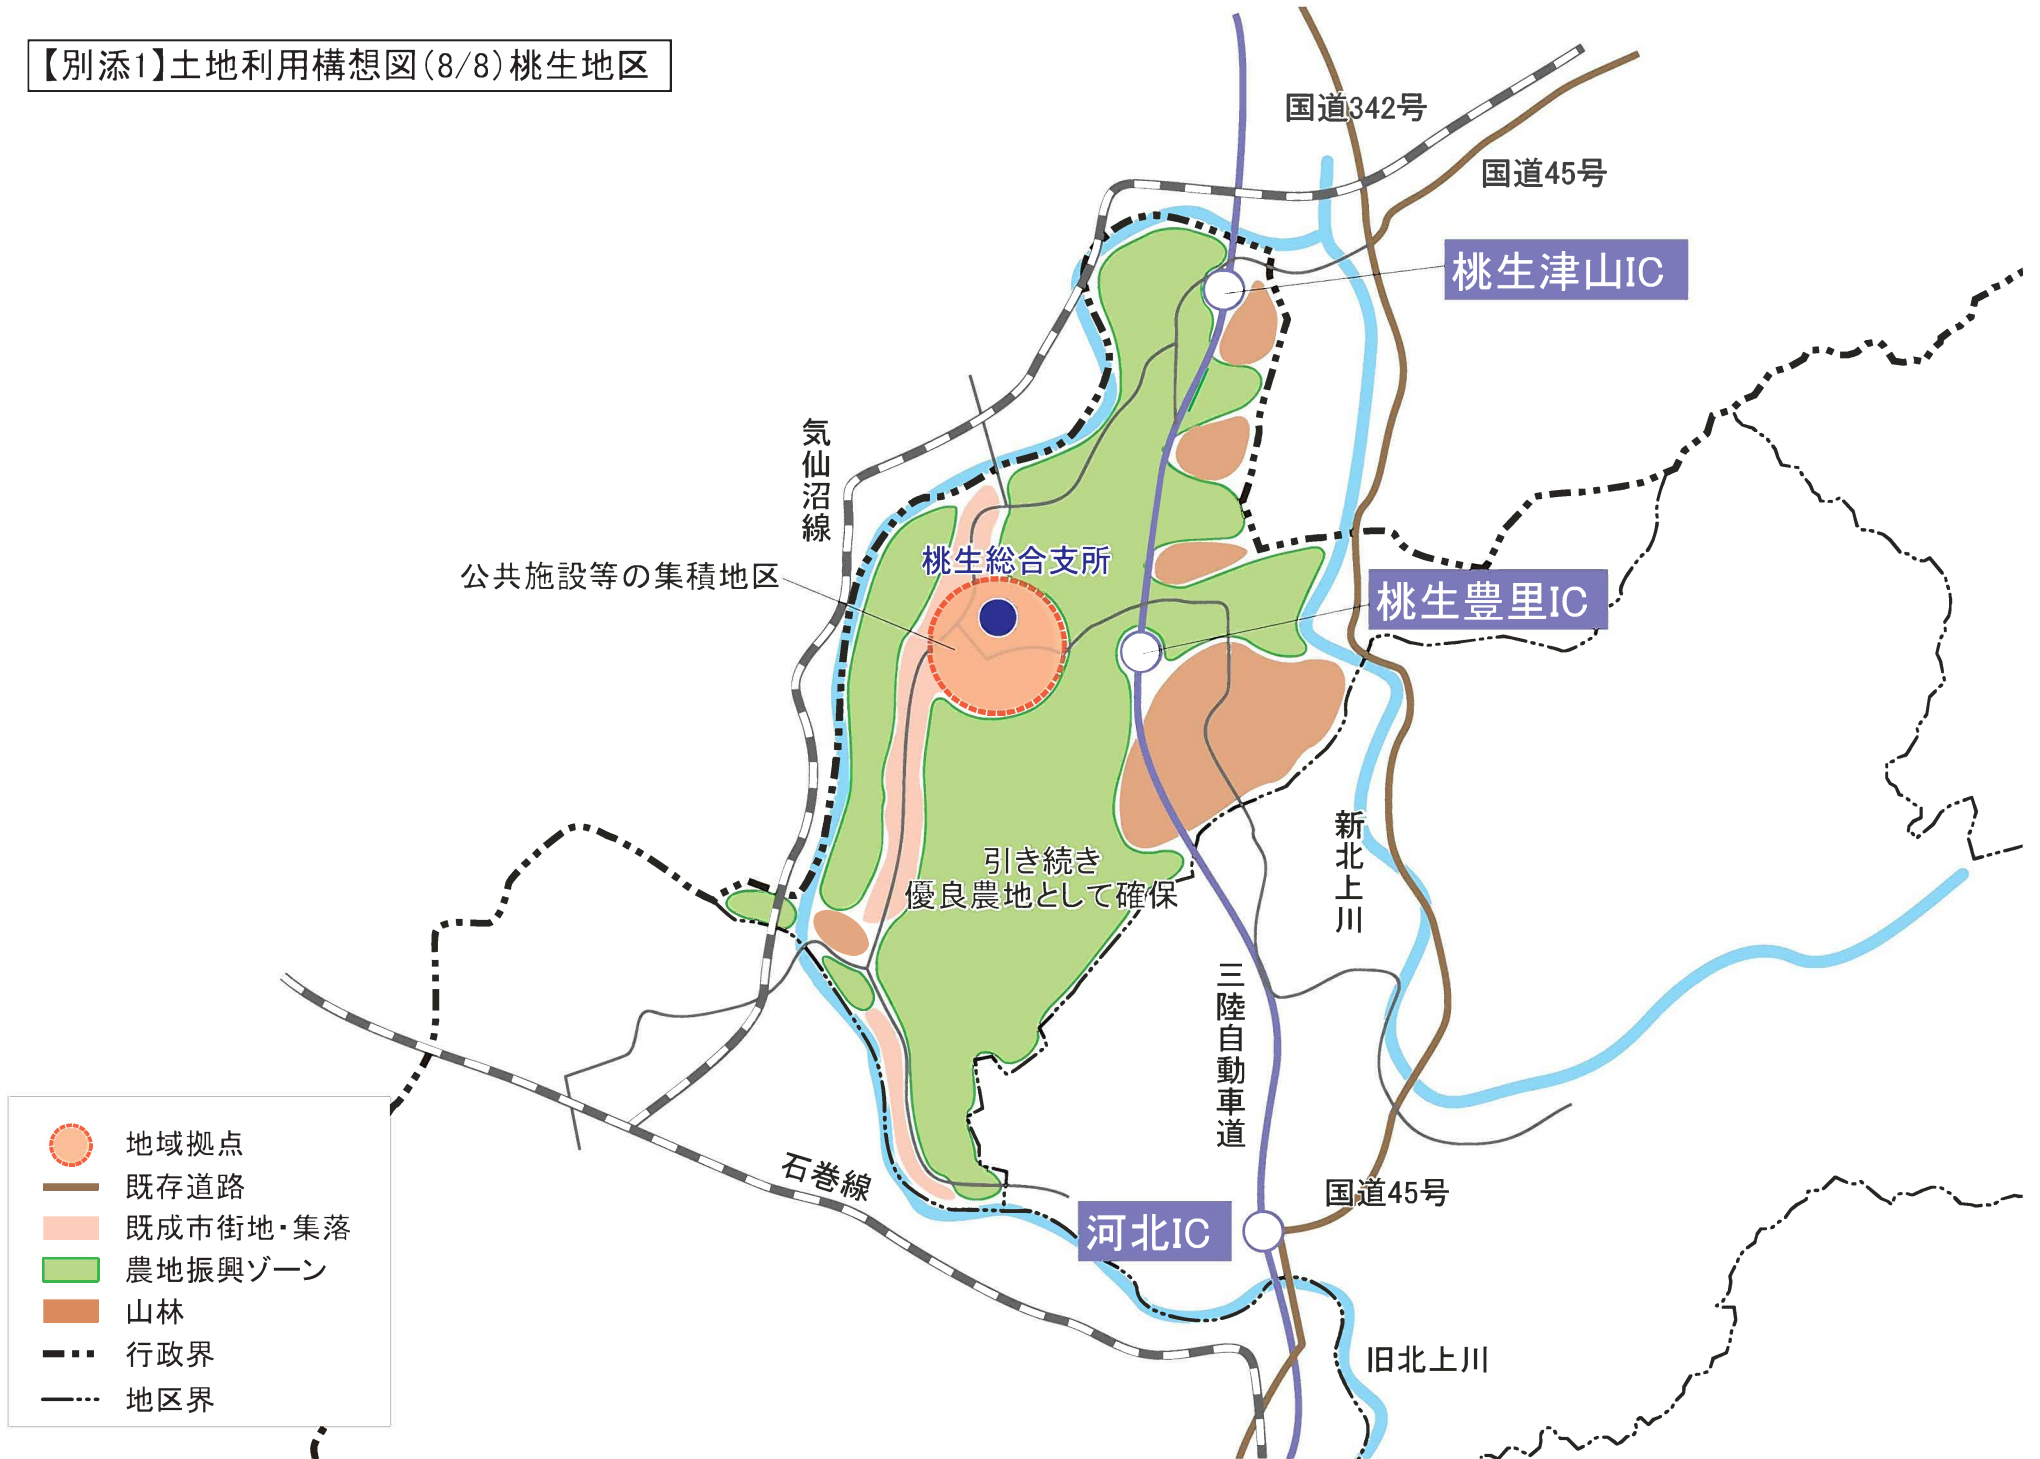 【別添1】土地利用構想図(8/8)桃生地区
国道342号
国道45号
桃生津山IC
気仙沼線
桃生総合支所
公共施設等の集積地区
桃生豊里IC
新北上川
引き続き
優良農地として確保
三陸自動車道
石巻線
国道45号
河北IC
旧北上川
地域拠点
既存道路
既成市街地・集落
農地振興ゾーン
山林
行政界
地区界